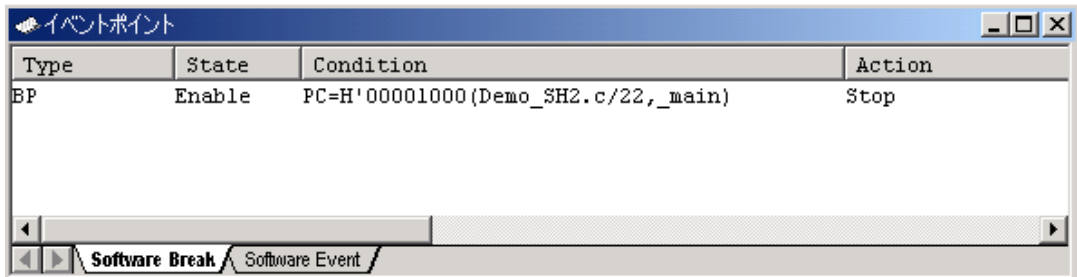 イベントポイント
Type State Condition Action
BP Enable PC=H'00001000(Demo_SH2.c/22,_main) Stop
Software Break Software Event